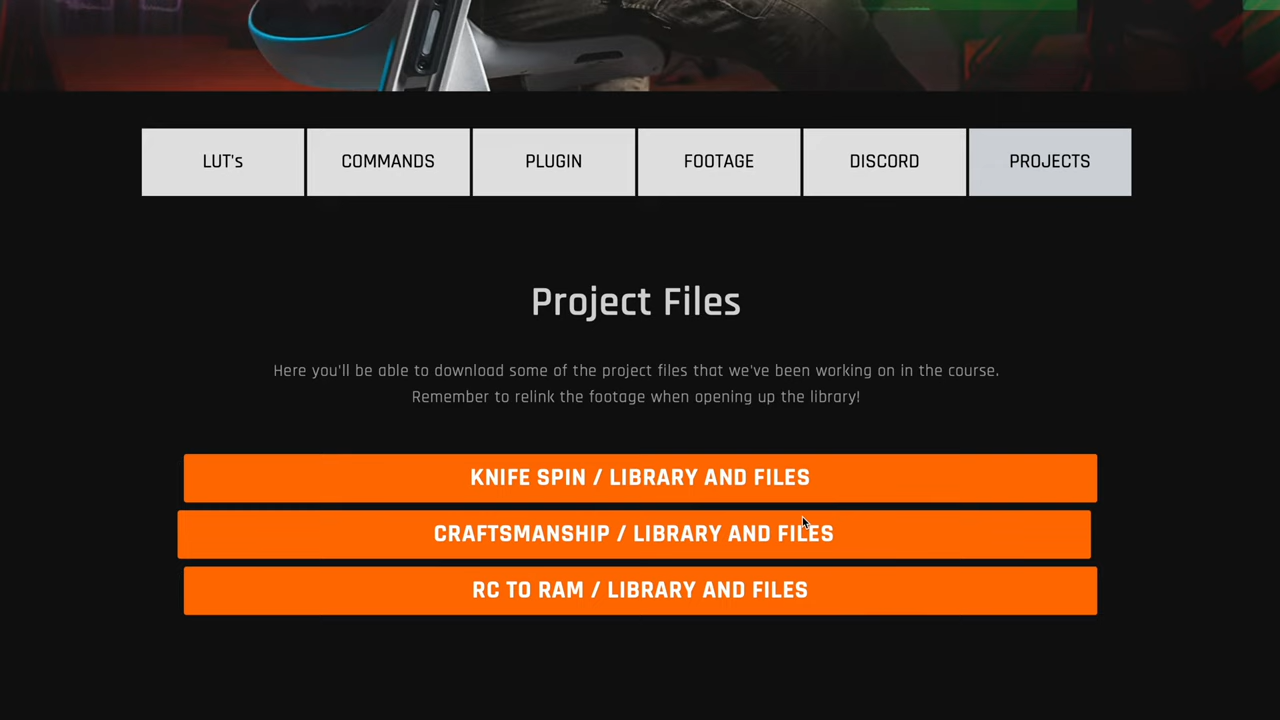 LUT's
COMMANDS
PLUGIN
FOOTAGE
DISCORD
PROJECTS
Project Files
Here you'll be able to download some of the project files that we've been working on in the course.
Remember to relink the footage when opening up the library!
KNIFE SPIN / LIBRARY AND FILES
CRAFTSMANSHIP / LIBRARY AND FILES
RC TO RAM / LIBRARY AND FILES